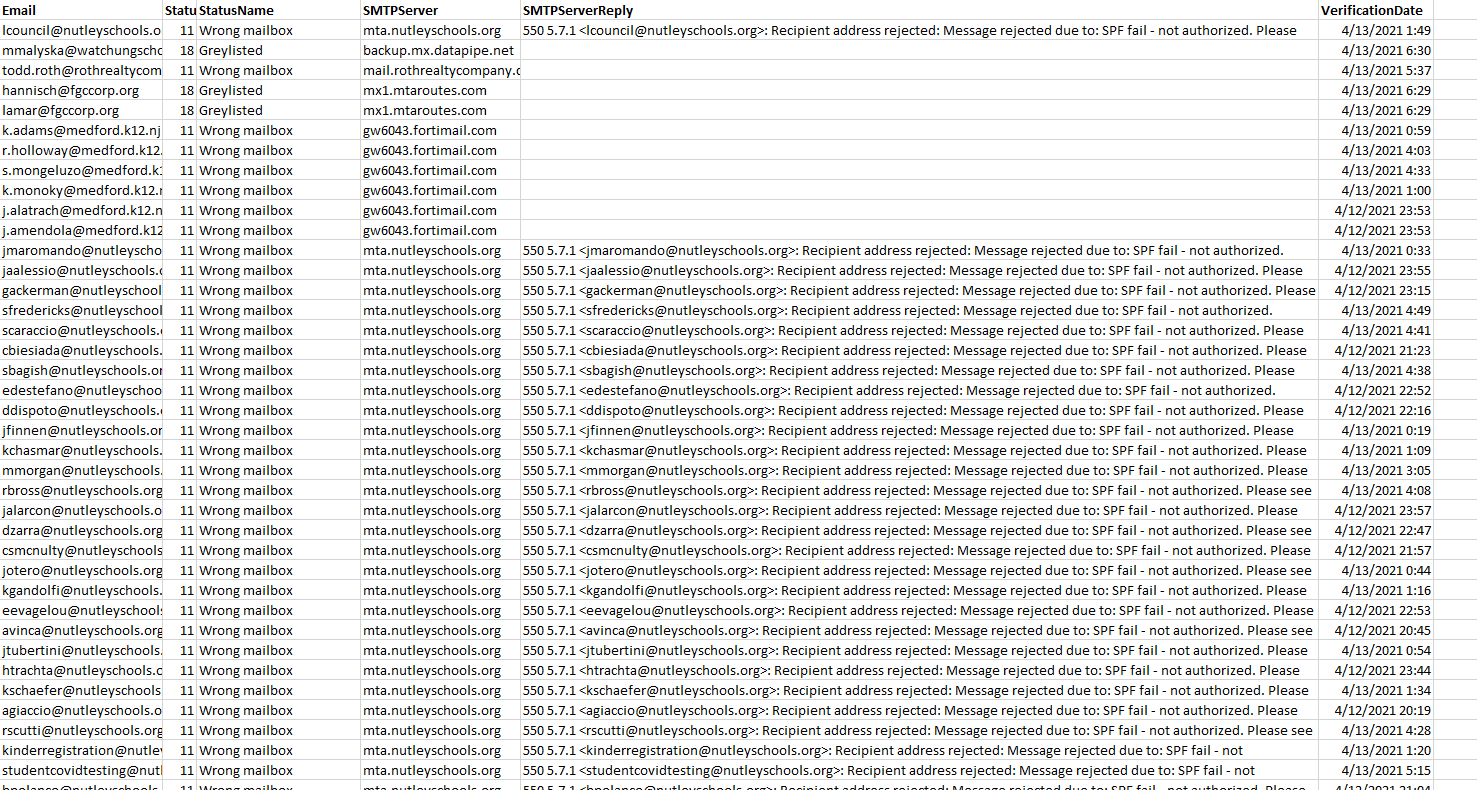 Email Statu StatusName SMTPServer SMTPServerReply VerificationDate
lcouncil@nutleyschools.o 11 Wrong mailbox mta.nutleyschools.org 550 5.7.1 <lcouncil@nutleyschools.org>: Recipient address rejected: Message rejected due to: SPF fail - not authorized. Please 4/13/2021 1:49
mmalyska@watchungscho 18 Greylisted backup.mx.datapipe.net 4/13/2021 6:30
todd.roth@rothrealtycom 11 Wrong mailbox mail.rothrealtycompany.c 4/13/2021 5:37
hannisch@fgccorp.org 18 Greylisted mx1.mtaroutes.com 4/13/2021 6:29
lamar@fgccorp.org 18 Greylisted mx1.mtaroutes.com 4/13/2021 6:29
k.adams@medford.k12.nj 11 Wrong mailbox gw6043.fortimail.com 4/13/2021 0:59
r.holloway@medford.k12. 11 Wrong mailbox gw6043.fortimail.com 4/13/2021 4:03
s.mongeluzo@medford.k1 11 Wrong mailbox gw6043.fortimail.com 4/13/2021 4:33
k.monoky@medford.k12.n 11 Wrong mailbox gw6043.fortimail.com 4/13/2021 1:00
j.alatrach@medford.k12.n 11 Wrong mailbox gw6043.fortimail.com 4/12/2021 23:53
j.amendola@medford.k12 11 Wrong mailbox gw6043.fortimail.com 4/12/2021 23:53
jmaromando@nutleyscho 11 Wrong mailbox mta.nutleyschools.org 550 5.7.1 <jmaromando@nutleyschools.org>: Recipient address rejected: Message rejected due to: SPF fail - not authorized. 4/13/2021 0:33
jaalessio@nutleyschools.c 11 Wrong mailbox mta.nutleyschools.org 550 5.7.1 <jaalessio@nutleyschools.org>: Recipient address rejected: Message rejected due to: SPF fail - not authorized. Please 4/12/2021 23:55
gackerman@nutleyschool 11 Wrong mailbox mta.nutleyschools.org 550 5.7.1 <gackerman@nutleyschools.org>: Recipient address rejected: Message rejected due to: SPF fail - not authorized. Please 4/12/2021 23:15
sfredericks@nutleyschool 11 Wrong mailbox mta.nutleyschools.org 550 5.7.1 <sfredericks@nutleyschools.org>: Recipient address rejected: Message rejected due to: SPF fail - not authorized. 4/13/2021 4:49
scaraccio@nutleyschools. 11 Wrong mailbox mta.nutleyschools.org 550 5.7.1 <scaraccio@nutleyschools.org>: Recipient address rejected: Message rejected due to: SPF fail - not authorized. Please 4/13/2021 4:41
cbiesiada@nutleyschools. 11 Wrong mailbox mta.nutleyschools.org 550 5.7.1 <cbiesiada@nutleyschools.org>: Recipient address rejected: Message rejected due to: SPF fail - not authorized. Please 4/12/2021 21:23
sbagish@nutleyschools.or 11 Wrong mailbox mta.nutleyschools.org 550 5.7.1 <sbagish@nutleyschools.org>: Recipient address rejected: Message rejected due to: SPF fail - not authorized. Please 4/13/2021 4:38
edestefano@nutleyschoo 11 Wrong mailbox mta.nutleyschools.org 550 5.7.1 <edestefano@nutleyschools.org>: Recipient address rejected: Message rejected due to: SPF fail - not authorized. 4/12/2021 22:52
ddispoto@nutleyschools. 11 Wrong mailbox mta.nutleyschools.org 550 5.7.1 <ddispoto@nutleyschools.org>: Recipient address rejected: Message rejected due to: SPF fail - not authorized. Please 4/12/2021 22:16
jfinnen@nutleyschools.or 11 Wrong mailbox mta.nutleyschools.org 550 5.7.1 <jfinnen@nutleyschools.org>: Recipient address rejected: Message rejected due to: SPF fail - not authorized. Please 4/13/2021 0:19
kchasmar@nutleyschools. 11 Wrong mailbox mta.nutleyschools.org 550 5.7.1 <kchasmar@nutleyschools.org>: Recipient address rejected: Message rejected due to: SPF fail - not authorized. Please 4/13/2021 1:09
mmorgan@nutleyschools. 11 Wrong mailbox mta.nutleyschools.org 550 5.7.1 <mmorgan@nutleyschools.org>: Recipient address rejected: Message rejected due to: SPF fail - not authorized. Please 4/13/2021 3:05
rbross@nutleyschools.org 11 Wrong mailbox mta.nutleyschools.org 550 5.7.1 <rbross@nutleyschools.org>: Recipient address rejected: Message rejected due to: SPF fail - not authorized. Please see 4/13/2021 4:08
jalarcon@nutleyschools.o 11 Wrong mailbox mta.nutleyschools.org 550 5.7.1 <jalarcon@nutleyschools.org>: Recipient address rejected: Message rejected due to: SPF fail - not authorized. Please 4/12/2021 23:57
dzarra@nutleyschools.org 11 Wrong mailbox mta.nutleyschools.org 550 5.7.1 <dzarra@nutleyschools.org>: Recipient address rejected: Message rejected due to: SPF fail - not authorized. Please see 4/12/2021 22:47
csmcnulty@nutleyschools 11 Wrong mailbox mta.nutleyschools.org 550 5.7.1 <csmcnulty@nutleyschools.org>: Recipient address rejected: Message rejected due to: SPF fail - not authorized. Please 4/12/2021 21:57
jotero@nutleyschools.org 11 Wrong mailbox mta.nutleyschools.org 550 5.7.1 <jotero@nutleyschools.org>: Recipient address rejected: Message rejected due to: SPF fail - not authorized. Please see 4/13/2021 0:44
kgandolfi@nutleyschools. 11 Wrong mailbox mta.nutleyschools.org 550 5.7.1 <kgandolfi@nutleyschools.org>: Recipient address rejected: Message rejected due to: SPF fail - not authorized. Please 4/13/2021 1:16
eevagelou@nutleyschools 11 Wrong mailbox mta.nutleyschools.org 550 5.7.1 <eevagelou@nutleyschools.org>: Recipient address rejected: Message rejected due to: SPF fail - not authorized. Please 4/12/2021 22:53
avinca@nutleyschools.org 11 Wrong mailbox mta.nutleyschools.org 550 5.7.1 <avinca@nutleyschools.org>: Recipient address rejected: Message rejected due to: SPF fail - not authorized. Please see 4/12/2021 20:45
jtubertini@nutleyschools. 11 Wrong mailbox mta.nutleyschools.org 550 5.7.1 <jtubertini@nutleyschools.org>: Recipient address rejected: Message rejected due to: SPF fail - not authorized. Please 4/13/2021 0:54
htrachta@nutleyschools.c 11 Wrong mailbox mta.nutleyschools.org 550 5.7.1 <htrachta@nutleyschools.org>: Recipient address rejected: Message rejected due to: SPF fail - not authorized. Please 4/12/2021 23:44
kschaefer@nutleyschools 11 Wrong mailbox mta.nutleyschools.org 550 5.7.1 <kschaefer@nutleyschools.org>: Recipient address rejected: Message rejected due to: SPF fail - not authorized. Please 4/13/2021 1:34
agiaccio@nutleyschools.o 11 Wrong mailbox mta.nutleyschools.org 550 5.7.1 <agiaccio@nutleyschools.org>: Recipient address rejected: Message rejected due to: SPF fail - not authorized. Please 4/12/2021 20:19
rscutti@nutleyschools.org 11 Wrong mailbox mta.nutleyschools.org 550 5.7.1 <rscutti@nutleyschools.org>: Recipient address rejected: Message rejected due to: SPF fail - not authorized. Please see 4/13/2021 4:28
kinderregistration@nutley 11 Wrong mailbox mta.nutleyschools.org 550 5.7.1 <kinderregistration@nutleyschools.org>: Recipient address rejected: Message rejected due to: SPF fail - not 4/13/2021 1:20
studentcovidtesting@nutl 11 Wrong mailbox mta.nutleyschools.org 550 5.7.1 <studentcovidtesting@nutleyschools.org>: Recipient address rejected: Message rejected due to: SPF fail - not 4/13/2021 5:15